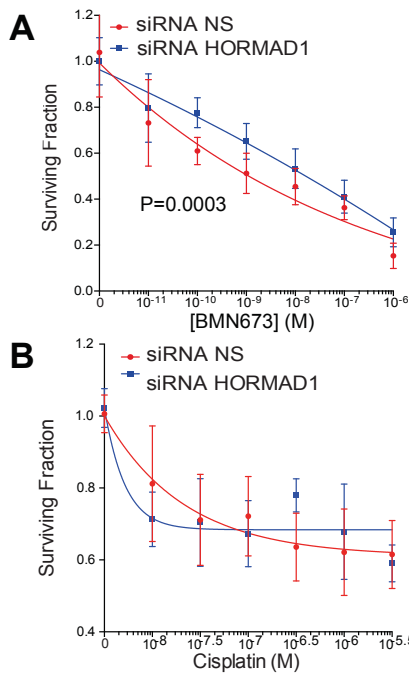 A
siRNA NS
siRNA HORMAD1
Surviving Fraction
1.0
0.8
0.6
0.4
0.2
0.0
P=0.0003
0 10⁻¹¹ 10⁻¹⁰ 10⁻⁹ 10⁻⁸ 10⁻⁷ 10⁻⁶
[BMN673] (M)
B
siRNA NS
siRNA HORMAD1
Surviving Fraction
1.2
1.0
0.8
0.6
0.4
0 10⁻⁸ 10⁻⁷·⁵ 10⁻⁷ 10⁻⁶·⁵ 10⁻⁶ 10⁻⁵·⁵
Cisplatin (M)